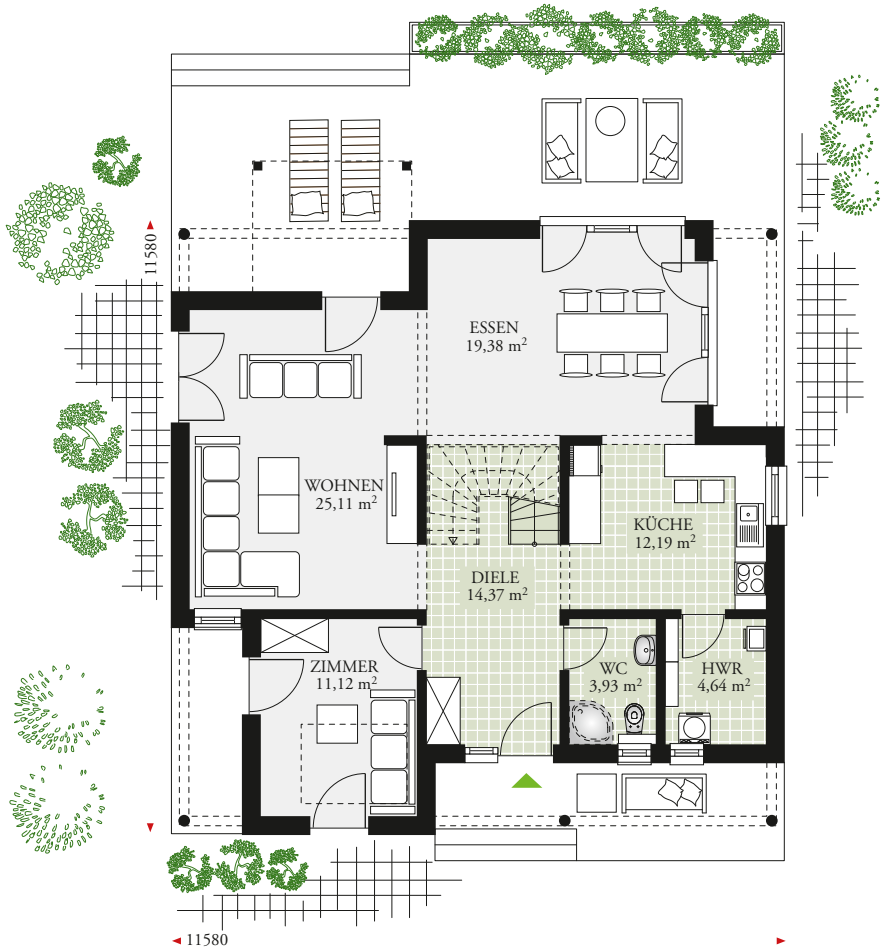 11580
ESSEN
19,38 m²
WOHNEN
25,11 m²
KÜCHE
12,19 m²
DIELE
14,37 m²
ZIMMER
11,12 m²
WC
3,93 m²
HWR
4,64 m²
11580